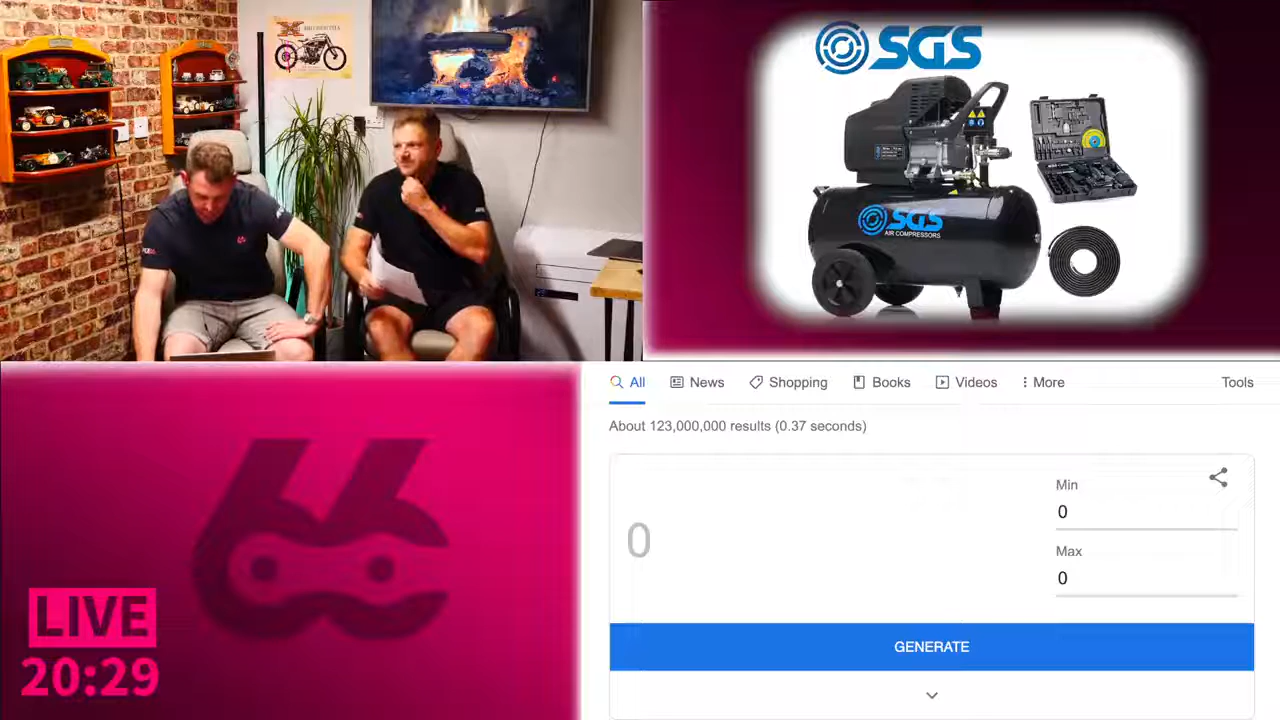 SGS
SGS
AIR COMPRESSORS
All
News
Shopping
Books
Videos
More
Tools
About 123,000,000 results (0.37 seconds)
Min
0
0
Max
0
GENERATE
66
LIVE
20:29